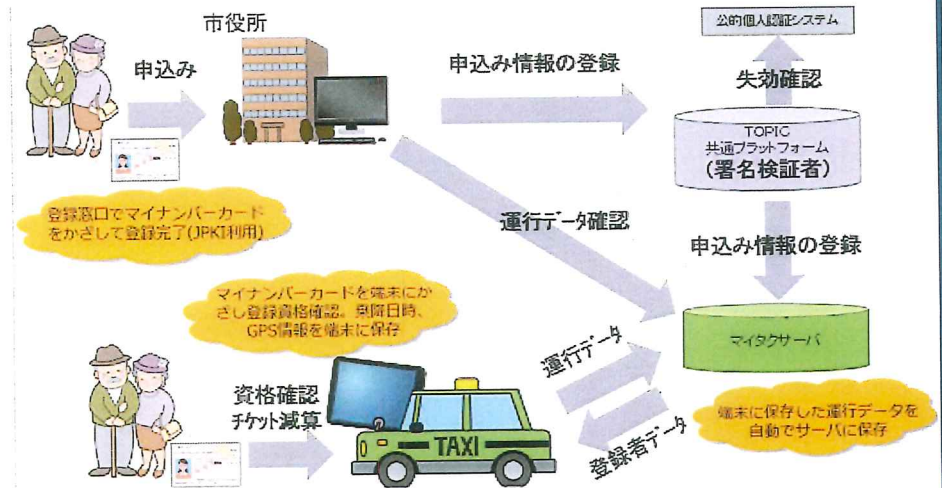 公的個人認証システム
市役所
申込み
申込み情報の登録
失効確認
TOPIC
共通プラットフォーム
(署名検証者)
登録窓口でマイナンバーカード
をかざして登録完了(JPKI利用)
運行データ確認
申込み情報の登録
マイナンバーカードを端末にか
ざし登録資格確認。乗降日時、
GPS情報を端末に保存
マイタクサーバ
運行データ
資格確認
チケット減算
TAXI
登録者データ
端末に保存した運行データを
自動でサーバに保存